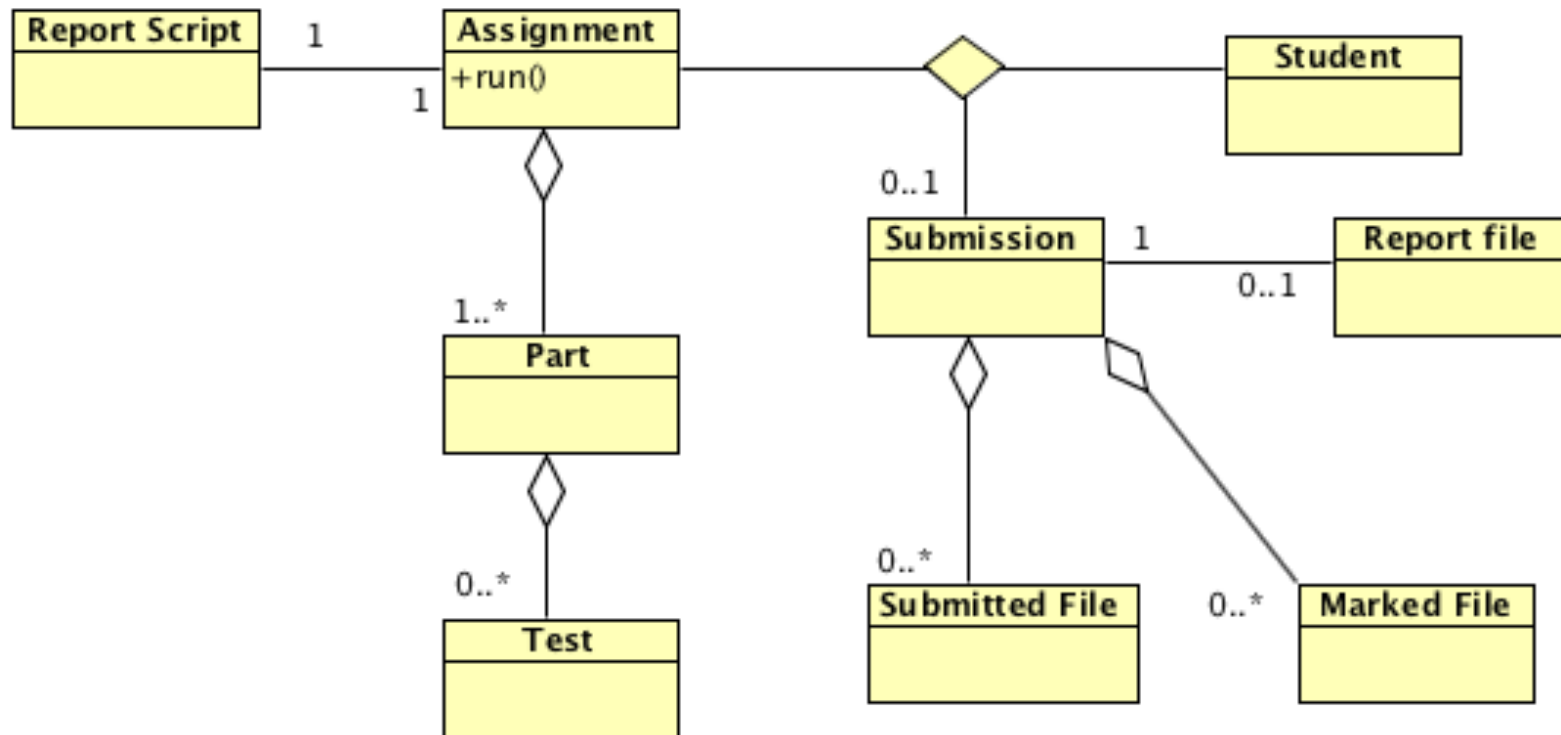 Report Script
1
Assignment
+run()
1
Student
0..1
Submission
1
Report file
0..1
1..*
Part
0..*
Test
0..*
Submitted File
0..*
Marked File